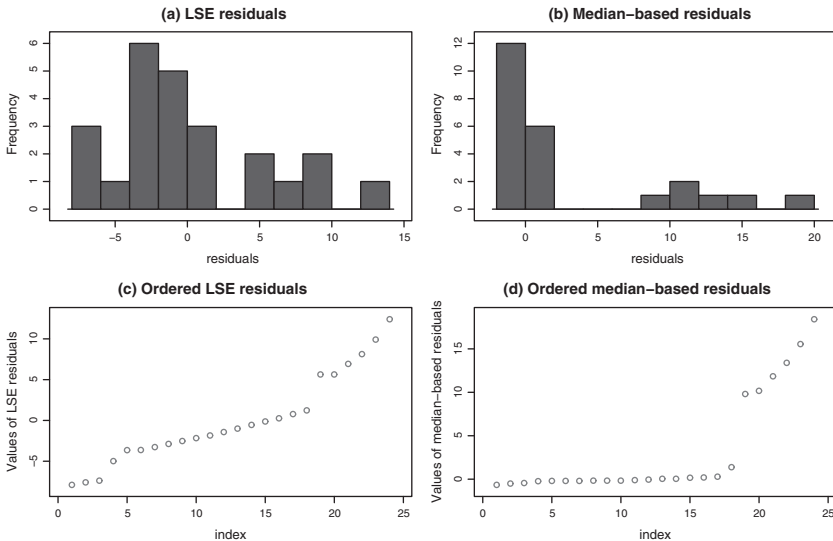 (a) LSE residuals
Frequency
0 1 2 3 4 5 6
−5 0 5 10 15
residuals
(b) Median−based residuals
Frequency
0 2 4 6 8 10 12
0 5 10 15 20
residuals
(c) Ordered LSE residuals
Values of LSE residuals
−5 0 5 10
0 5 10 15 20 25
index
(d) Ordered median−based residuals
Values of median−based residuals
0 5 10 15
0 5 10 15 20 25
index